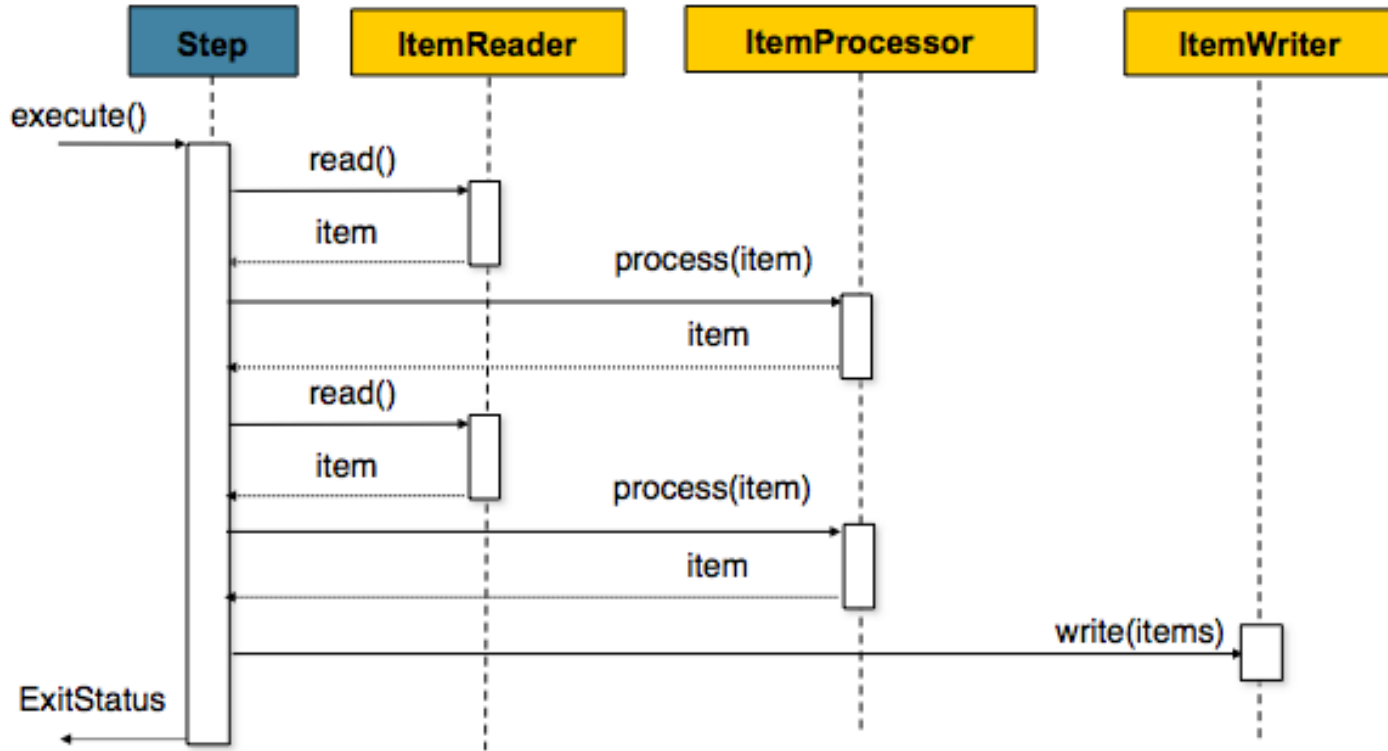 Step
ItemReader
ItemProcessor
ItemWriter
execute()
read()
item
process(item)
item
read()
item
process(item)
item
write(items)
ExitStatus